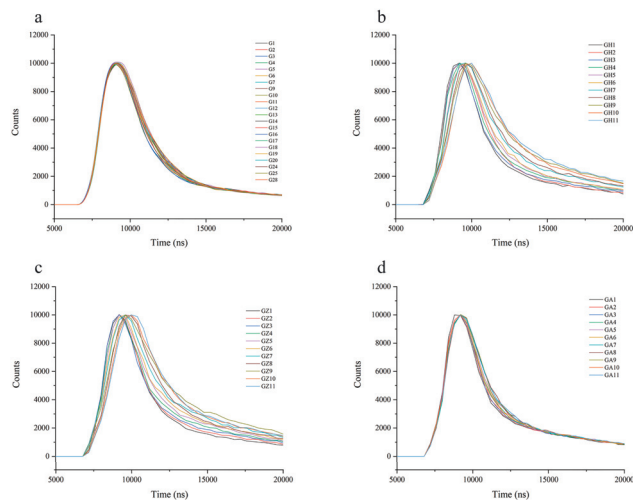 a
12000
10000
8000
6000
4000
2000
0
Counts
5000 10000 15000 20000
Time (ns)
G1
G2
G3
G4
G5
G6
G7
G9
G10
G11
G12
G13
G14
G15
G16
G17
G18
G19
G20
G24
G25
G28
b
12000
10000
8000
6000
4000
2000
0
Counts
5000 10000 15000 20000
Time (ns)
GH1
GH2
GH3
GH4
GH5
GH6
GH7
GH8
GH9
GH10
GH11
c
12000
10000
8000
6000
4000
2000
0
Counts
5000 10000 15000 20000
Time (ns)
GZ1
GZ2
GZ3
GZ4
GZ5
GZ6
GZ7
GZ8
GZ9
GZ10
GZ11
d
12000
10000
8000
6000
4000
2000
0
Counts
5000 10000 15000 20000
Time (ns)
GA1
GA2
GA3
GA4
GA5
GA6
GA7
GA8
GA9
GA10
GA11